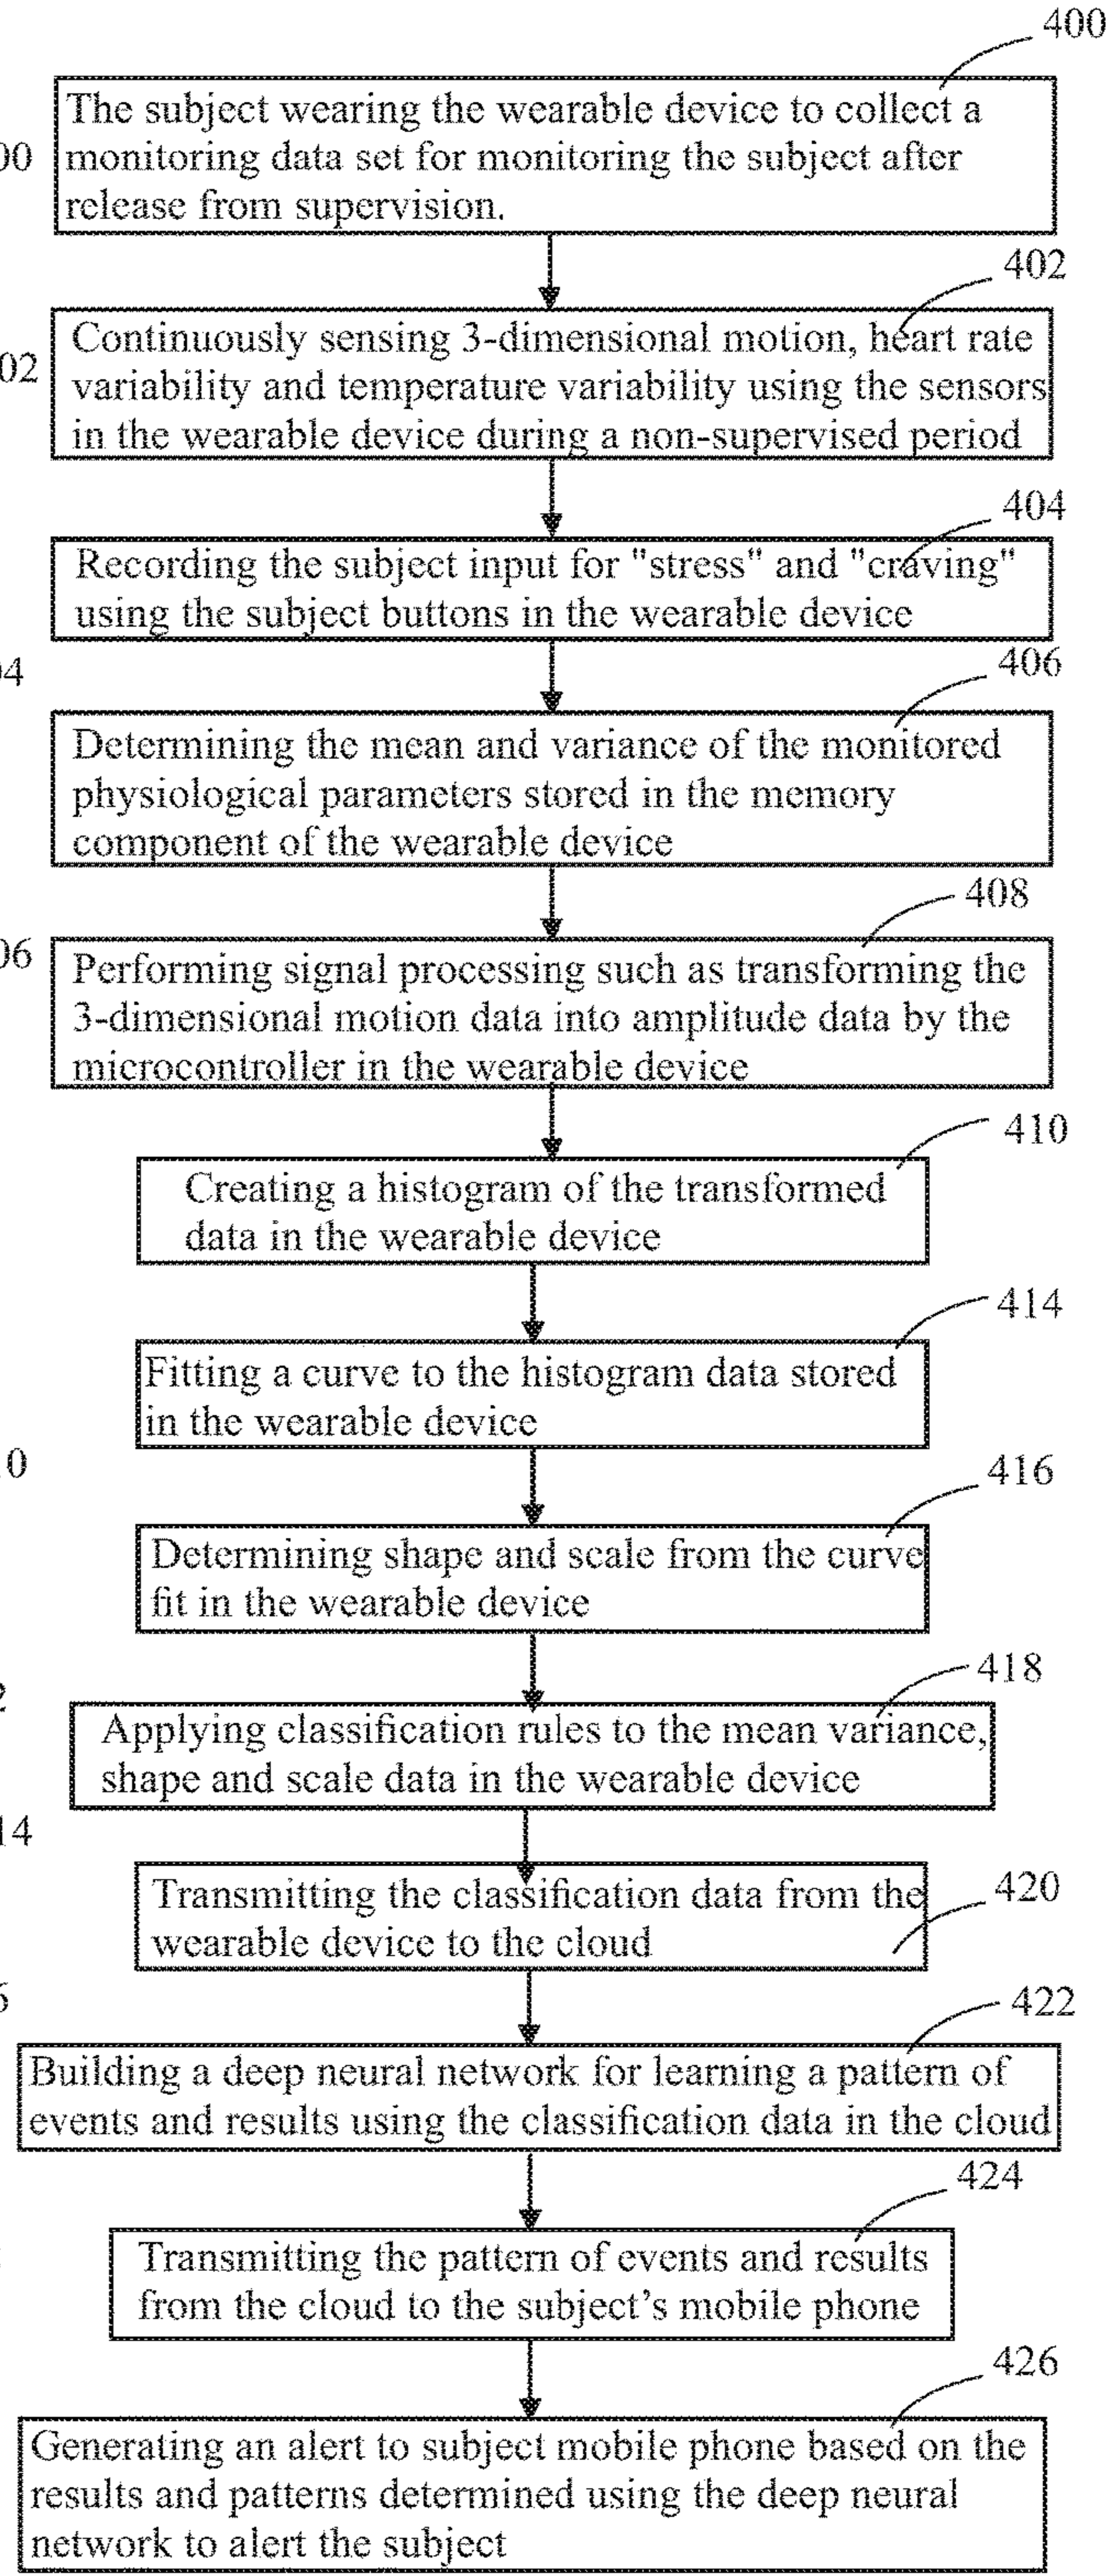 400
The subject wearing the wearable device to collect a
monitoring data set for monitoring the subject after
release from supervision.
00
402
Continuously sensing 3-dimensional motion, heart rate
variability and temperature variability using the sensors
in the wearable device during a non-supervised period
02
404
Recording the subject input for "stress" and "craving"
using the subject buttons in the wearable device
04
406
Determining the mean and variance of the monitored
physiological parameters stored in the memory
component of the wearable device
408
06
Performing signal processing such as transforming the
3-dimensional motion data into amplitude data by the
microcontroller in the wearable device
410
Creating a histogram of the transformed
data in the wearable device
414
Fitting a curve to the histogram data stored
in the wearable device
10
416
Determining shape and scale from the curve
fit in the wearable device
418
2
Applying classification rules to the mean variance,
shape and scale data in the wearable device
14
420
Transmitting the classification data from the
wearable device to the cloud
6
422
Building a deep neural network for learning a pattern of
events and results using the classification data in the cloud
424
Transmitting the pattern of events and results
from the cloud to the subject's mobile phone
426
Generating an alert to subject mobile phone based on the
results and patterns determined using the deep neural
network to alert the subject